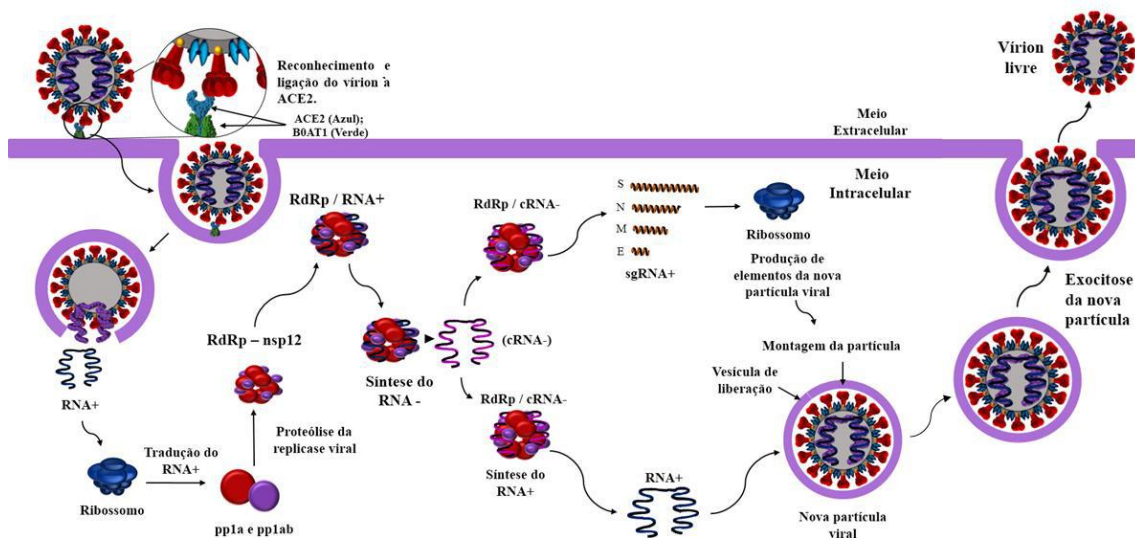 Reconhecimento e
ligação do vírion à
ACE2.
ACE2 (Azul);
B0AT1 (Verde)
Meio
Extracelular
Meio
Intracelular
Vírion
livre
RNA+
Ribossomo
Tradução do
RNA+
pp1a e pp1ab
Proteólise da
replicase viral
RdRp – nsp12
RdRp / RNA+
Síntese do
RNA -
(cRNA-)
RdRp / cRNA-
S
N
M
E
sgRNA+
Ribossomo
Produção de
elementos da nova
partícula viral
RdRp / cRNA-
Síntese do
RNA+
RNA+
Montagem da partícula
Vesícula de
liberação
Nova partícula
viral
Exocitose
da nova
partícula